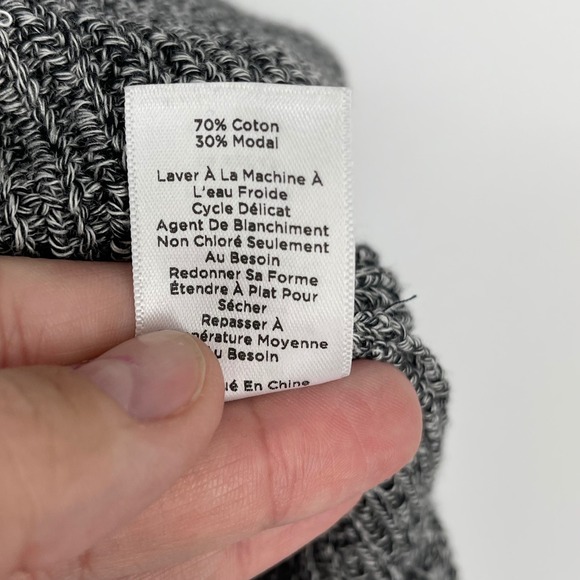 70% Coton
30% Modal
Laver À La Machine À
L'eau Froide
Cycle Délicat
Agent De Blanchiment
Non Chloré Seulement
Au Besoin
Redonner Sa Forme
Étendre À Plat Pour
Sécher
Repasser À
Moyenne
Besoin
En Chine